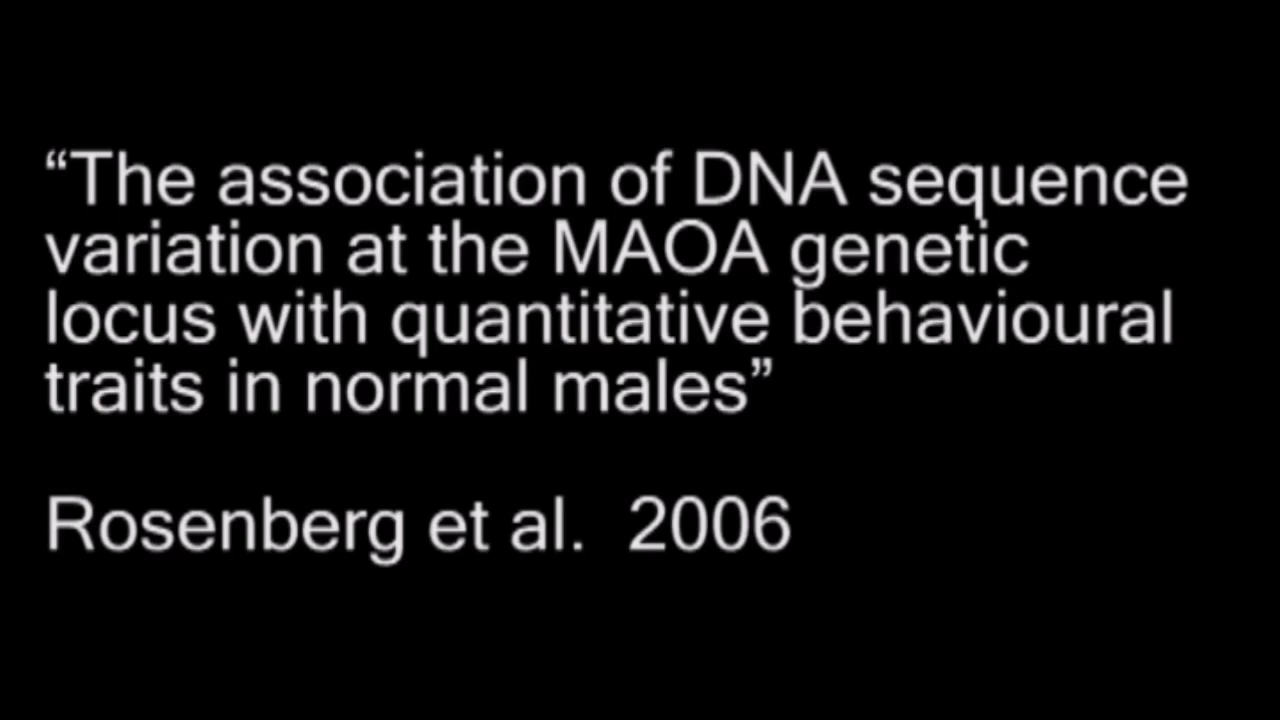 “The association of DNA sequence
variation at the MAOA genetic
locus with quantitative behavioural
traits in normal males”
Rosenberg et al.  2006